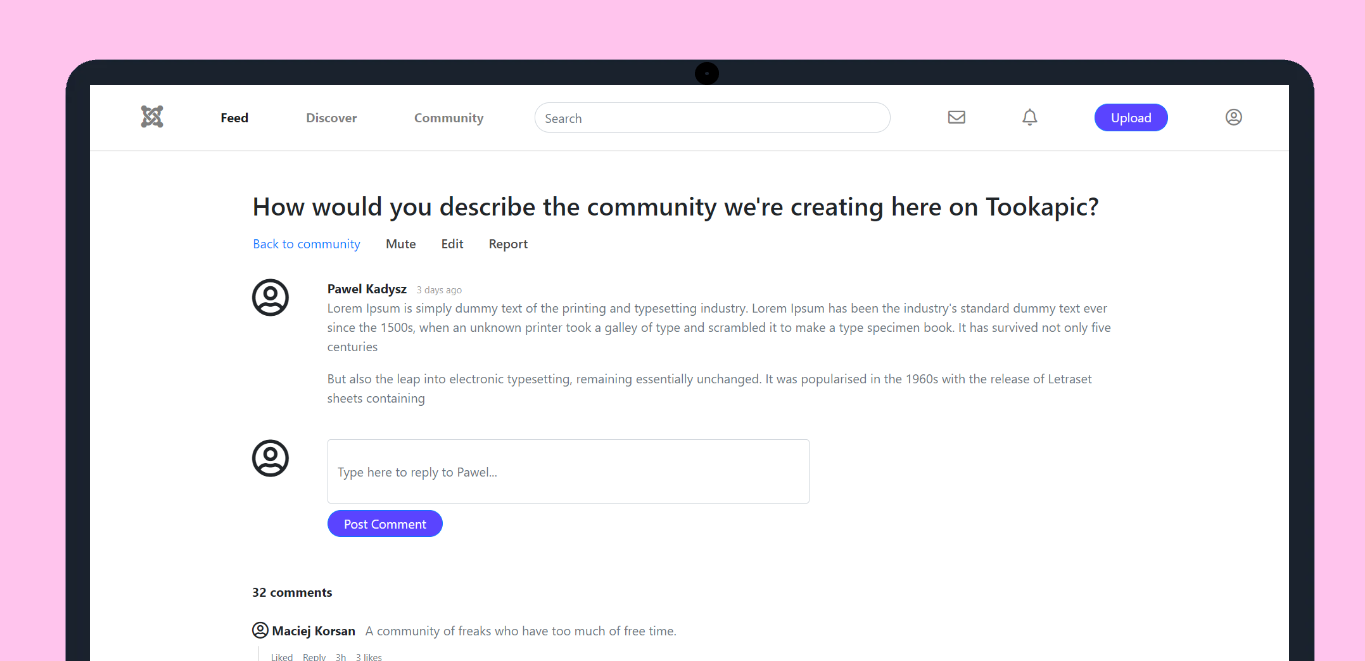 Feed Discover Community Search Upload
How would you describe the community we're creating here on Tookapic?
Back to community Mute Edit Report
Pawel Kadysz 3 days ago
Lorem Ipsum is simply dummy text of the printing and typesetting industry. Lorem Ipsum has been the industry's standard dummy text ever
since the 1500s, when an unknown printer took a galley of type and scrambled it to make a type specimen book. It has survived not only five
centuries
But also the leap into electronic typesetting, remaining essentially unchanged. It was popularised in the 1960s with the release of Letraset
sheets containing
Type here to reply to Pawel...
Post Comment
32 comments
Maciej Korsan A community of freaks who have too much of free time.
Liked Reply 3h 3 likes